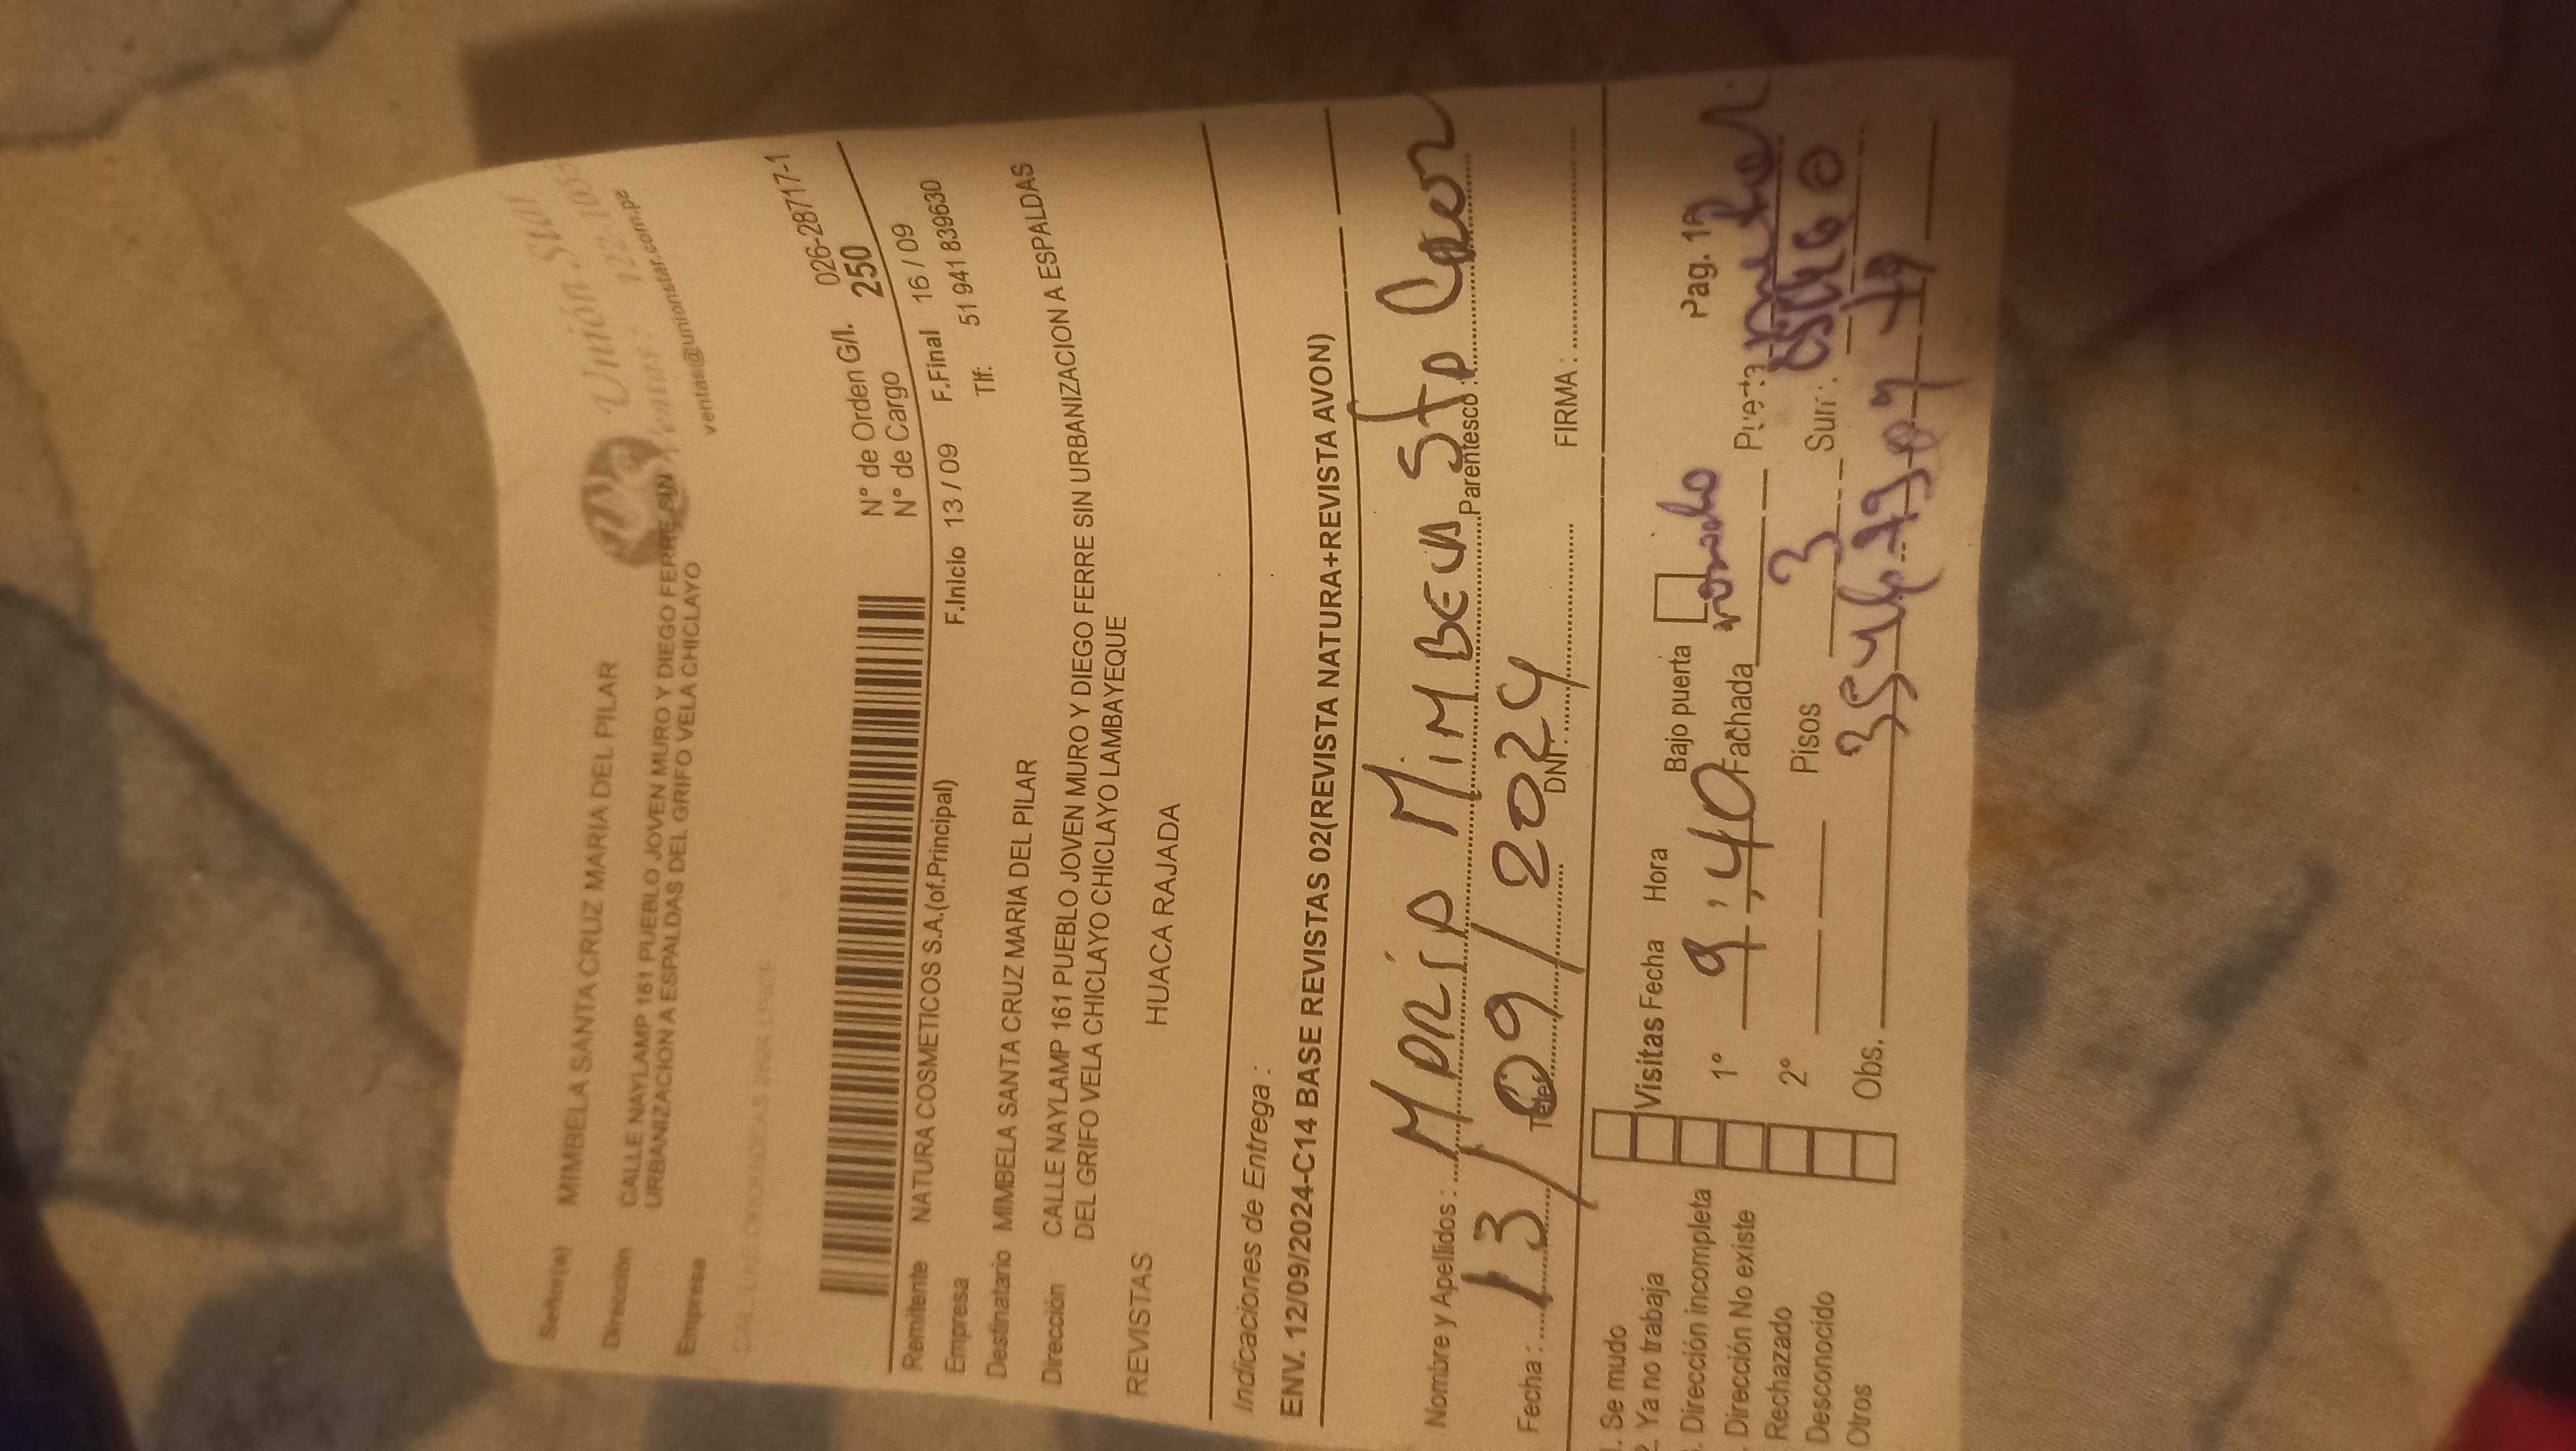 Señor(a) MIMBELA SANTA CRUZ MARIA DEL PILAR
Unión Star
Dirección CALLE NAYLAMP 161 PUEBLO JOVEN MURO Y DIEGO FERRE SIN
URBANIZACION A ESPALDAS DEL GRIFO VELA CHICLAYO
ventas@unionstar.com.pe
Empresa
026-28717-1
N° de Orden G/I. 250
N° de Cargo
Remitente NATURA COSMETICOS S.A.(of.Principal) F.Inicio 13 / 09 F.Final 16 / 09
Empresa Tlf: 51 941 839630
Destinatario MIMBELA SANTA CRUZ MARIA DEL PILAR
Dirección CALLE NAYLAMP 161 PUEBLO JOVEN MURO Y DIEGO FERRE SIN URBANIZACION A ESPALDAS
DEL GRIFO VELA CHICLAYO CHICLAYO LAMBAYEQUE
REVISTAS HUACA RAJADA
Indicaciones de Entrega :
ENV. 12/09/2024-C14 BASE REVISTAS 02(REVISTA NATURA+REVISTA AVON)
Nombre y Apellidos : MARIA MIMBELA Sta Parentesco :
Fecha : 13/09/2024 DNI: FIRMA :
1. Se mudo
2. Ya no trabaja Visitas Fecha Hora Bajo puerta Pag. 1
. Dirección incompleta 1° 9:40 Fachada rosado
. Dirección No existe 2° Pisos 3
Rechazado
Desconocido Obs.
Otros